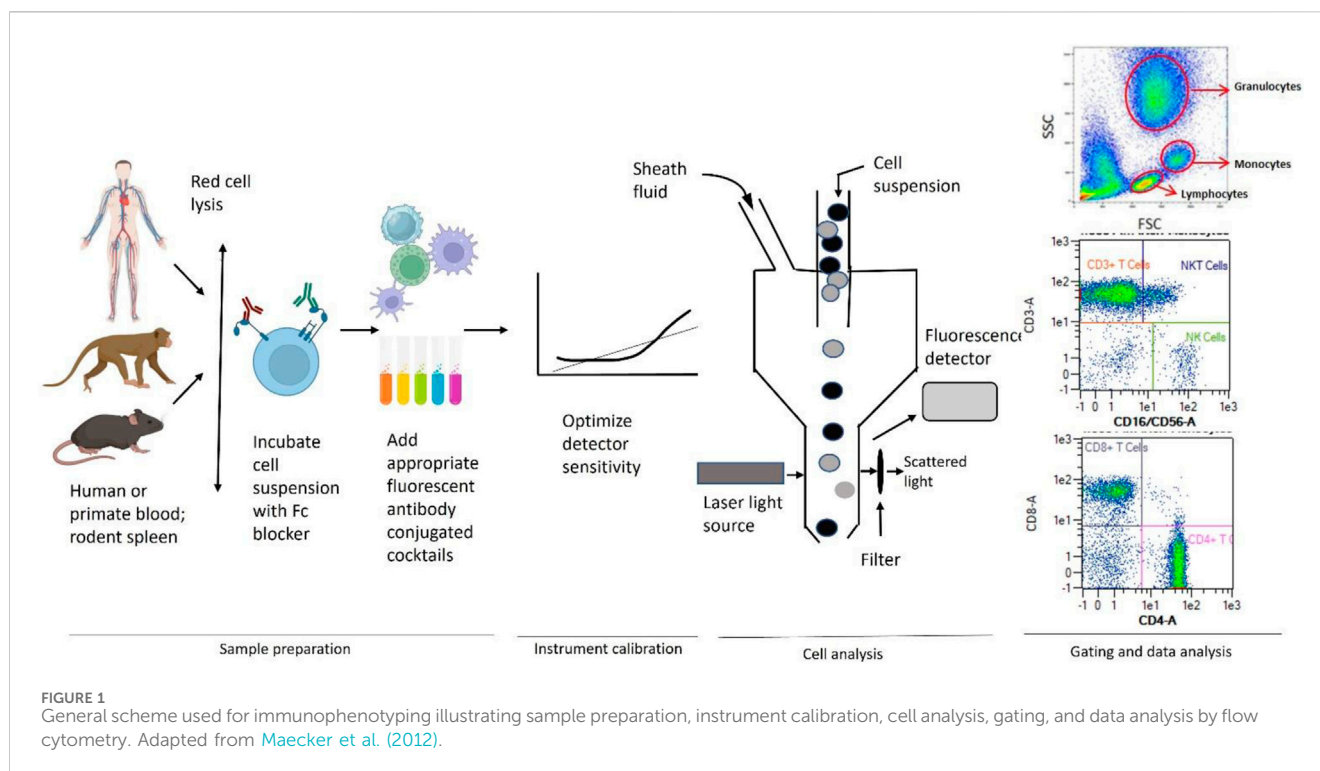 Red cell
lysis
Human or
primate blood;
rodent spleen
Incubate
cell
suspension
with Fc
blocker
Add
appropriate
fluorescent
antibody
conjugated
cocktails
Sample preparation
Optimize
detector
sensitivity
Instrument calibration
Sheath
fluid
Cell
suspension
Fluorescence
detector
Laser light
source
Scattered
light
Filter
Cell analysis
SSC
Granulocytes
Monocytes
Lymphocytes
FSC
CD3-A
1e3
1e2
1e1
1
0
-1
CD3+ T Cells
NKT Cells
NK Cells
-1 0 1 1e1 1e2 1e3
CD16/CD56-A
CD8-A
1e3
1e2
1e1
1
0
-1
CD8+ T Cells
CD4+ T C
-1 0 1 1e1 1e2 1e3
CD4-A
Gating and data analysis
FIGURE 1
General scheme used for immunophenotyping illustrating sample preparation, instrument calibration, cell analysis, gating, and data analysis by flow
cytometry. Adapted from Maecker et al. (2012).